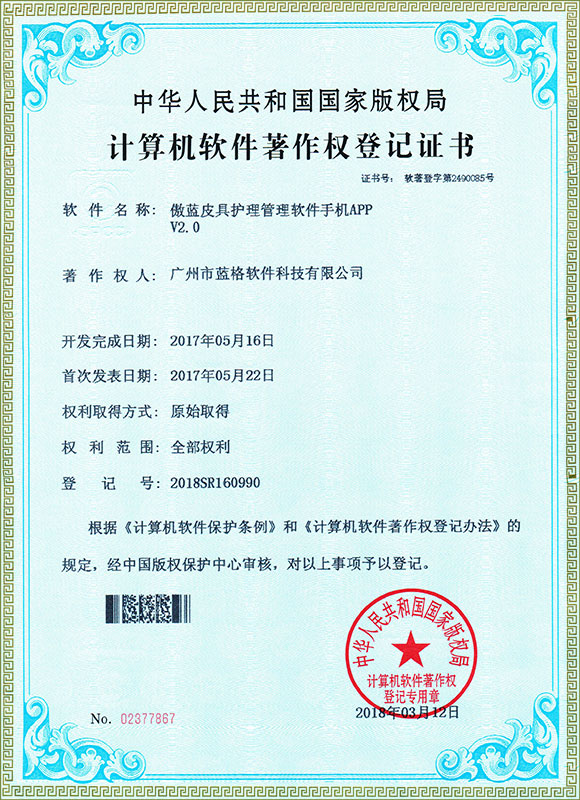 中华人民共和国国家版权局
计算机软件著作权登记证书
证书号： 软著登字第2490085号
软件名称： 傲蓝皮具护理管理软件手机APP
V2.0
著作权人： 广州市蓝格软件科技有限公司
开发完成日期： 2017年05月16日
首次发表日期： 2017年05月22日
权利取得方式： 原始取得
权利范围： 全部权利
登记号： 2018SR160990
根据《计算机软件保护条例》和《计算机软件著作权登记办法》的
规定，经中国版权保护中心审核，对以上事项予以登记。
中华人民共和国国家版权局
计算机软件著作权
登记专用章
No. 02377867
2018年03月12日